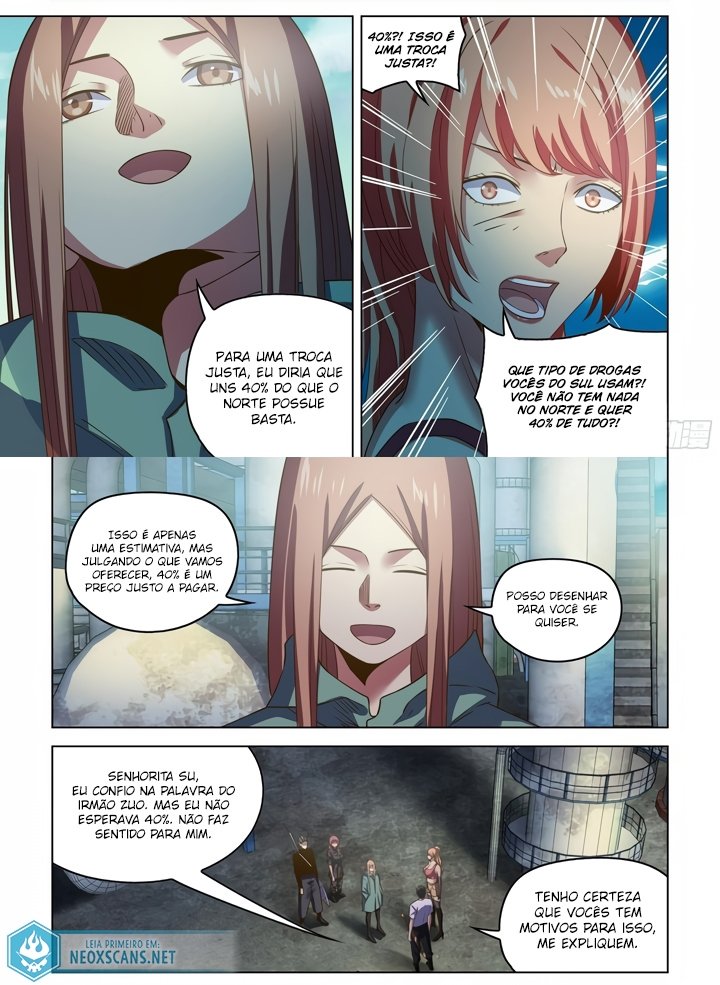 40%?! ISSO É
UMA TROCA
JUSTA?!
PARA UMA TROCA
JUSTA, EU DIRIA QUE
UNS 40% DO QUE O
NORTE POSSUE
BASTA.
QUE TIPO DE DROGAS
VOCÊS DO SUL USAM?!
VOCÊ NÃO TEM NADA
NO NORTE E QUER
40% DE TUDO?!
ISSO É APENAS
UMA ESTIMATIVA, MAS
JULGANDO O QUE VAMOS
OFERECER, 40% É UM
PREÇO JUSTO A PAGAR.
POSSO DESENHAR
PARA VOCÊ SE
QUISER.
SENHORITA SU,
EU CONFIO NA PALAVRA DO
IRMÃO ZUO. MAS EU NÃO
ESPERAVA 40%. NÃO FAZ
SENTIDO PARA MIM.
TENHO CERTEZA
QUE VOCÊS TEM
MOTIVOS PARA ISSO,
ME EXPLIQUEM.
LEIA PRIMEIRO EM:
NEOXSCANS.NET